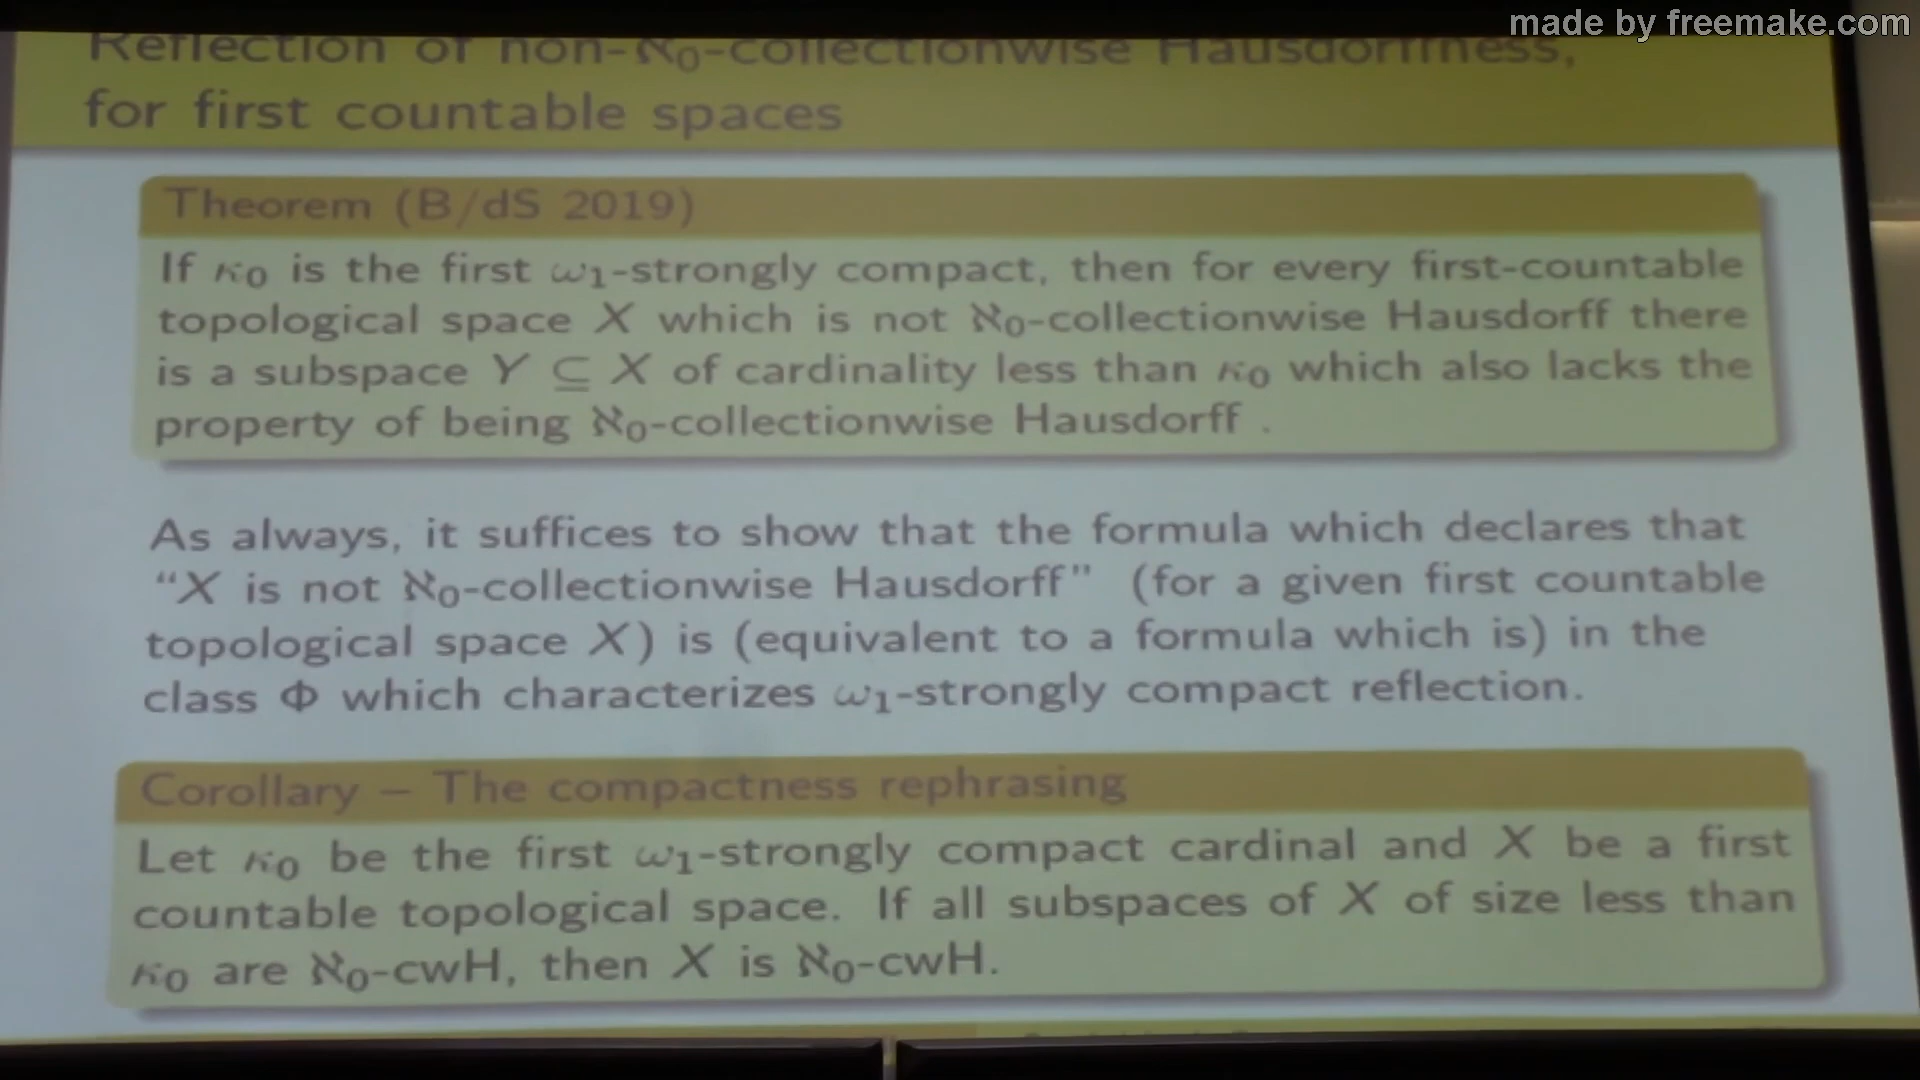 made by freemake.com
Reflection of non-ℵ₀-collectionwise Hausdorffness,
for first countable spaces
Theorem (B/dS 2019)
If κ₀ is the first ω₁-strongly compact, then for every first-countable
topological space X which is not ℵ₀-collectionwise Hausdorff there
is a subspace Y ⊆ X of cardinality less than κ₀ which also lacks the
property of being ℵ₀-collectionwise Hausdorff .
As always, it suffices to show that the formula which declares that
“X is not ℵ₀-collectionwise Hausdorff” (for a given first countable
topological space X) is (equivalent to a formula which is) in the
class Φ which characterizes ω₁-strongly compact reflection.
Corollary – The compactness rephrasing
Let κ₀ be the first ω₁-strongly compact cardinal and X be a first
countable topological space. If all subspaces of X of size less than
κ₀ are ℵ₀-cwH, then X is ℵ₀-cwH.